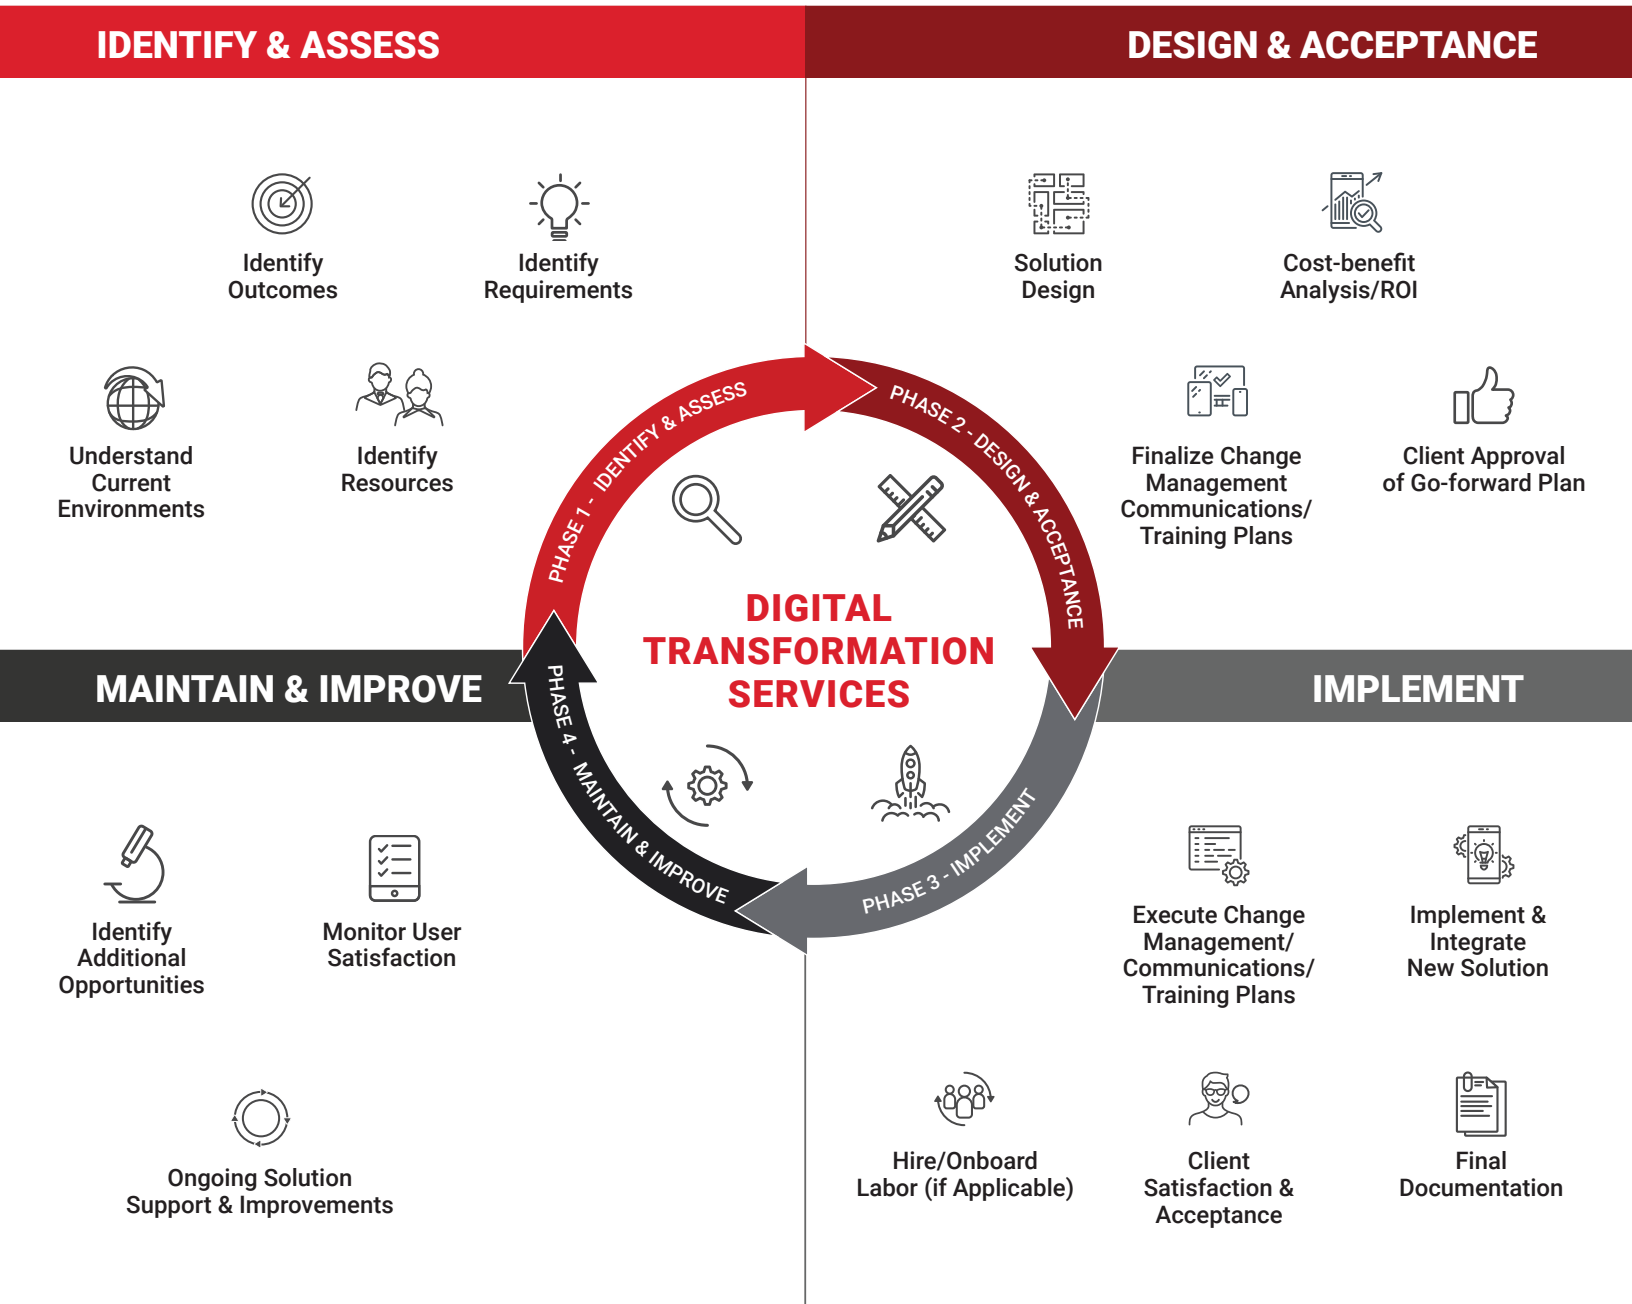 IDENTIFY & ASSESS
DESIGN & ACCEPTANCE
Identify
Outcomes
Identify
Requirements
Understand
Current
Environments
Identify
Resources
Solution
Design
Cost-benefit
Analysis/ROI
Finalize Change
Management
Communications/
Training Plans
Client Approval
of Go-forward Plan
PHASE 1 - IDENTIFY & ASSESS
PHASE 2 - DESIGN & ACCEPTANCE
DIGITAL
TRANSFORMATION
SERVICES
PHASE 3 - IMPLEMENT
PHASE 4 - MAINTAIN & IMPROVE
MAINTAIN & IMPROVE
IMPLEMENT
Identify
Additional
Opportunities
Monitor User
Satisfaction
Ongoing Solution
Support & Improvements
Execute Change
Management/
Communications/
Training Plans
Implement &
Integrate
New Solution
Hire/Onboard
Labor (if Applicable)
Client
Satisfaction &
Acceptance
Final
Documentation